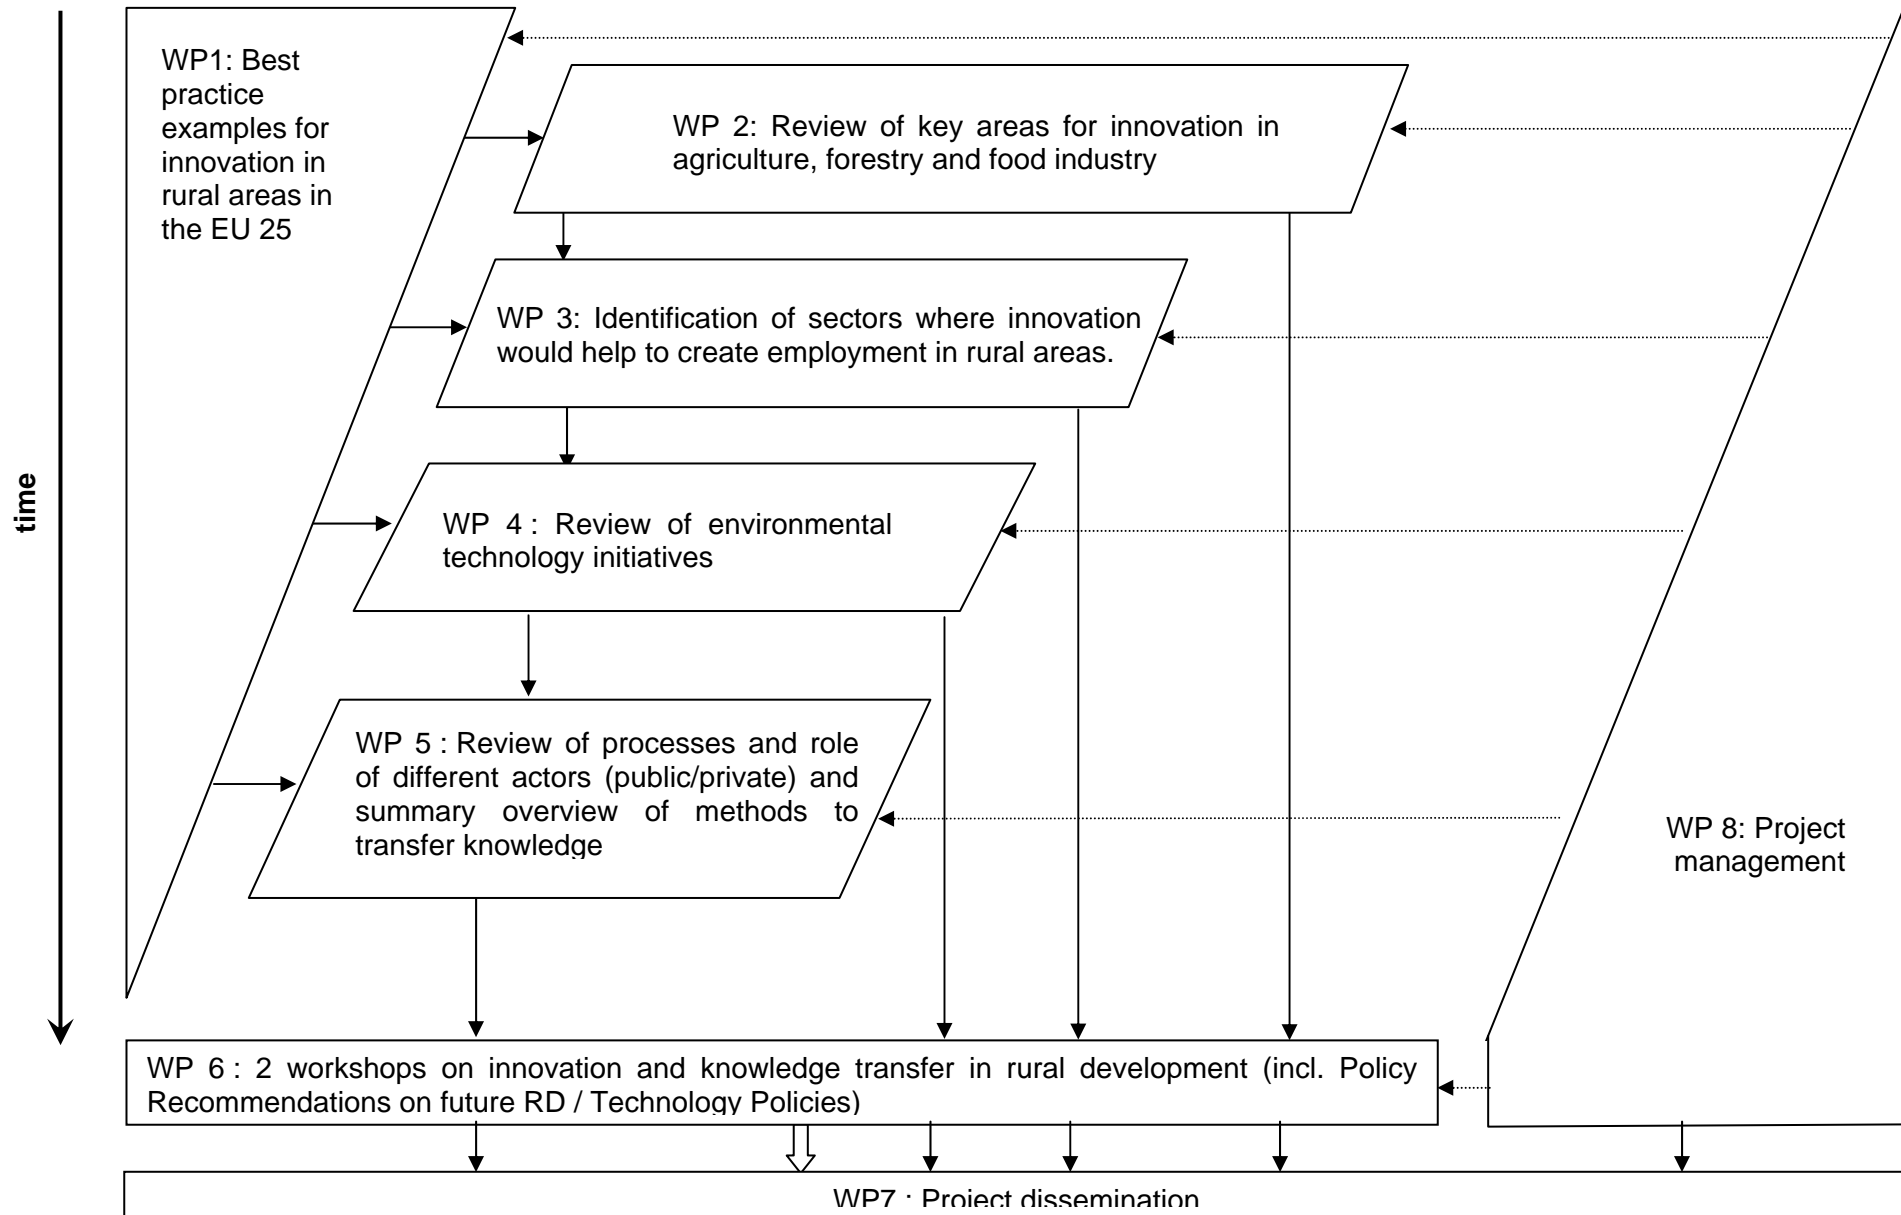 WP1: Best
practice
examples for
innovation in
rural areas in
the EU 25
WP 2: Review of key areas for innovation in
agriculture, forestry and food industry
WP 3: Identification of sectors where innovation
would help to create employment in rural areas.
time
WP 4 : Review of environmental
technology initiatives
WP 5 : Review of processes and role
of different actors (public/private) and
summary overview of methods to
transfer knowledge
WP 8: Project
management
WP 6 : 2 workshops on innovation and knowledge transfer in rural development (incl. Policy
Recommendations on future RD / Technology Policies)
WP7 : Project dissemination